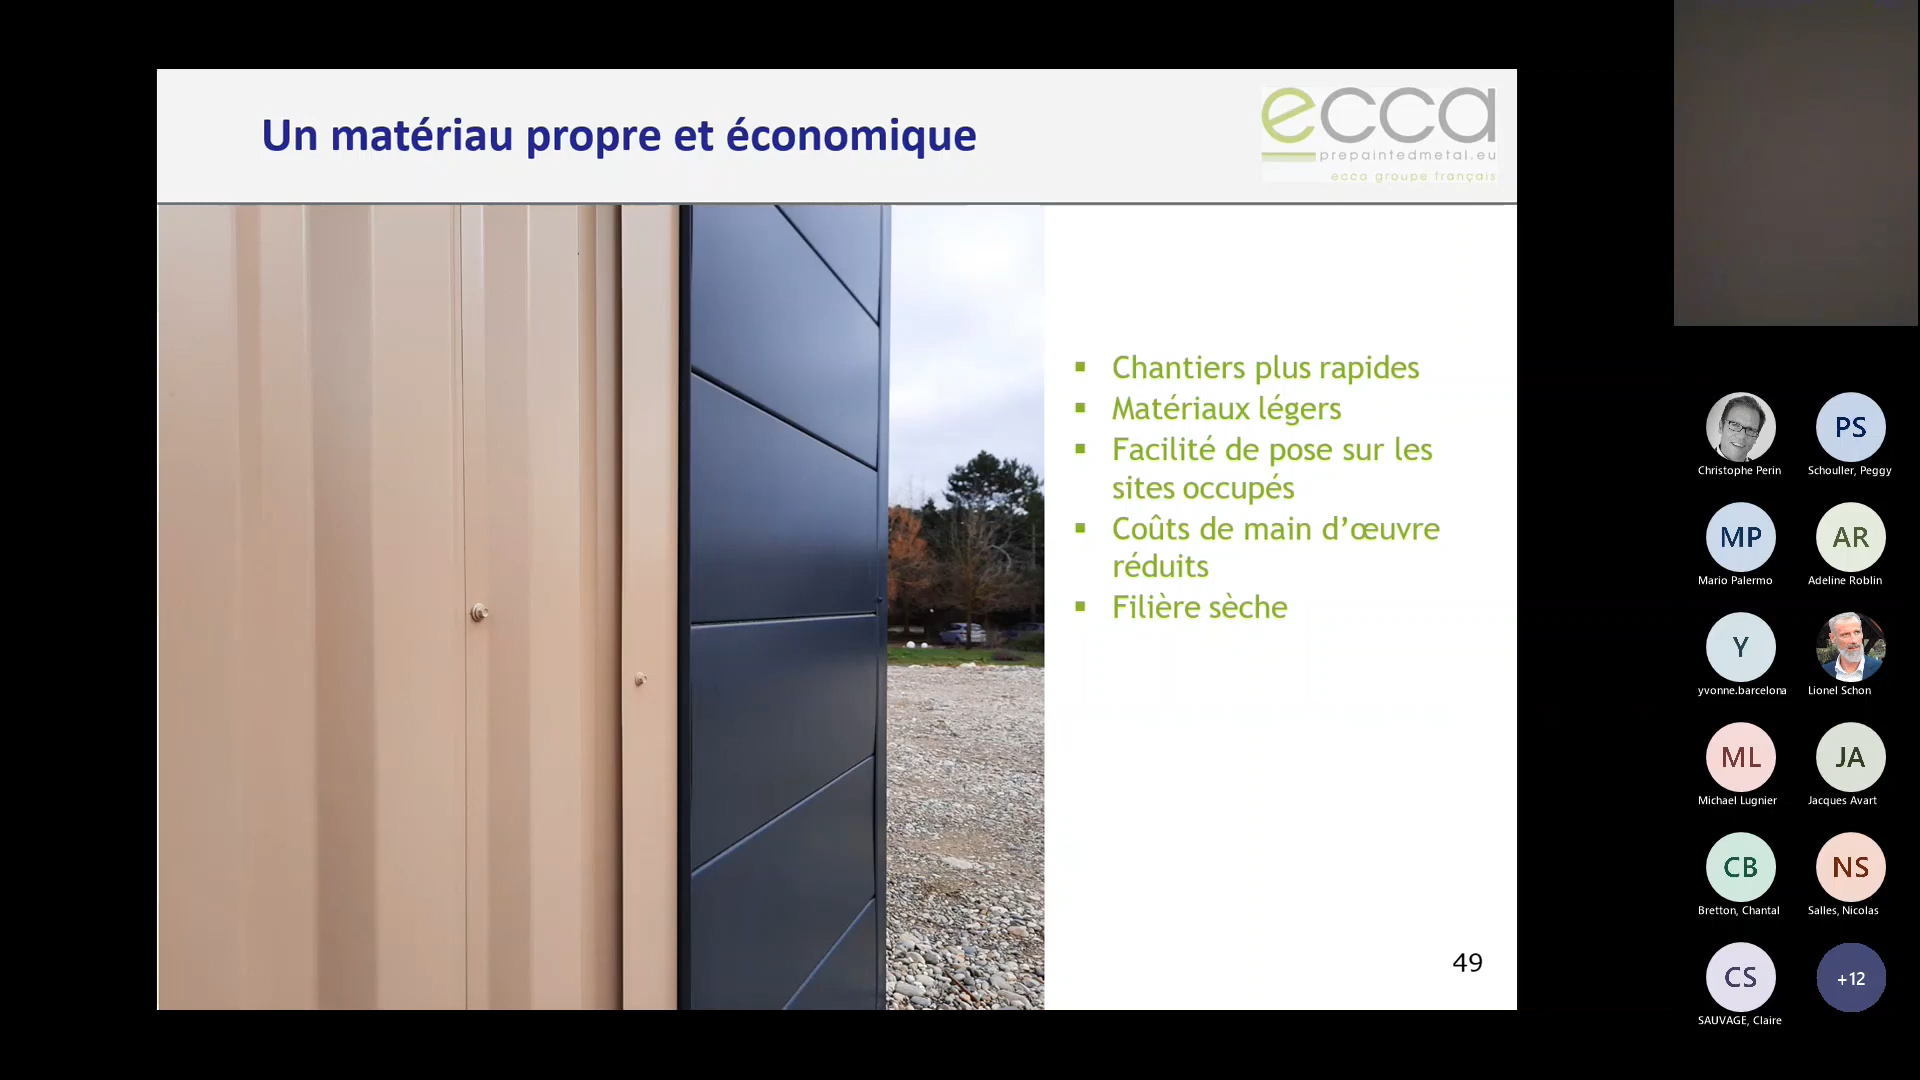 Un matériau propre et économique
ecca
prepaintedmetal.eu
ecca groupe français
▪ Chantiers plus rapides
▪ Matériaux légers
▪ Facilité de pose sur les
sites occupés
▪ Coûts de main d’œuvre
réduits
▪ Filière sèche
49
Christophe Perin
PS
Schouller, Peggy
MP
Mario Palermo
AR
Adeline Roblin
Y
yvonne.barcelona
Lionel Schon
ML
Michael Lugnier
JA
Jacques Avart
CB
Bretton, Chantal
NS
Salles, Nicolas
CS
SAUVAGE, Claire
+12